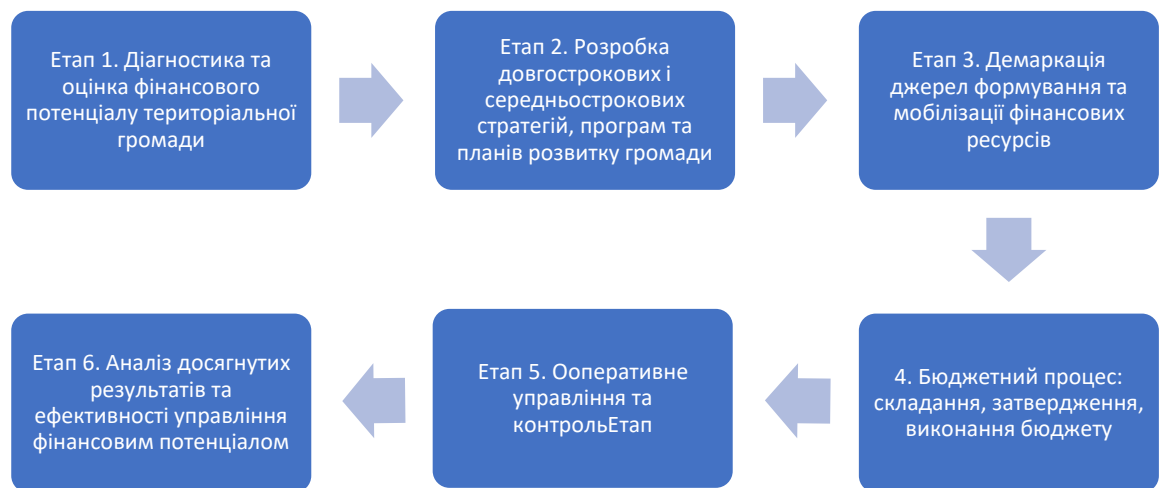 Етап 1. Діагностика та
оцінка фінансового
потенціалу територіальної
громади
Етап 2. Розробка
довгострокових і
середньострокових
стратегій, програм та
планів розвитку громади
Етап 3. Демаркація
джерел формування та
мобілізації фінансових
ресурсів
4. Бюджетний процес:
складання, затвердження,
виконання бюджету
Етап 5. Ооперативне
управління та
контрольЕтап
Етап 6. Аналіз досягнутих
результатів та
ефективності управління
фінансовим потенціалом